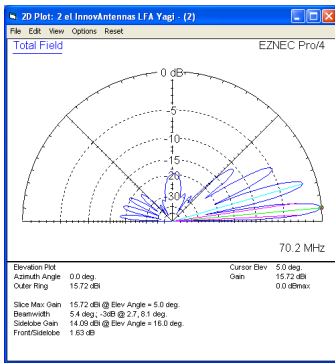 2D Plot: 2 el InnovAntennas LFA Yagi - (2)
File Edit View Options Reset
Total Field
EZNEC Pro/4
0 dB
-5
-10
-15
-20
-30
70.2 MHz
Elevation Plot
Azimuth Angle 0.0 deg.
Outer Ring 15.72 dBi
Cursor Elev 5.0 deg.
Gain 15.72 dBi
0.0 dBmax
Slice Max Gain 15.72 dBi @ Elev Angle = 5.0 deg.
Beamwidth 5.4 deg.; -3dB @ 2.7, 8.1 deg.
Sidelobe Gain 14.09 dBi @ Elev Angle = 16.0 deg.
Front/Sidelobe 1.63 dB